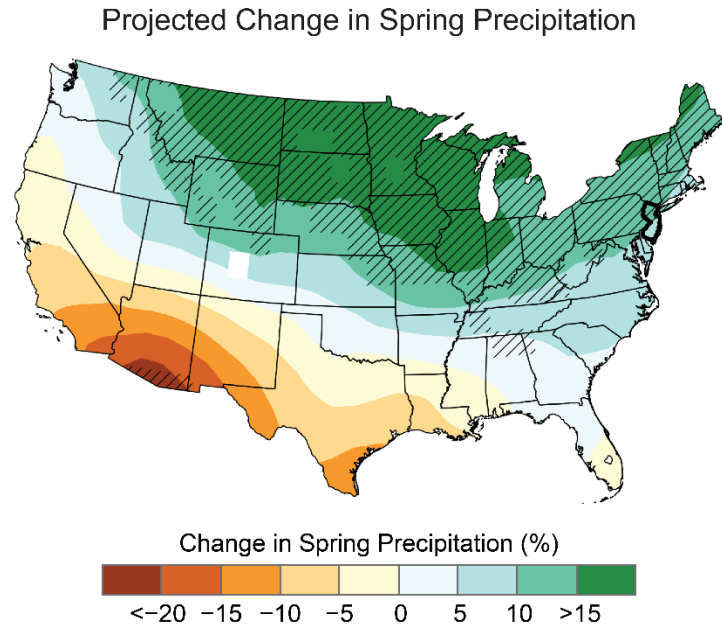 Projected Change in Spring Precipitation
Change in Spring Precipitation (%)
<−20 −15 −10 −5 0 5 10 >15